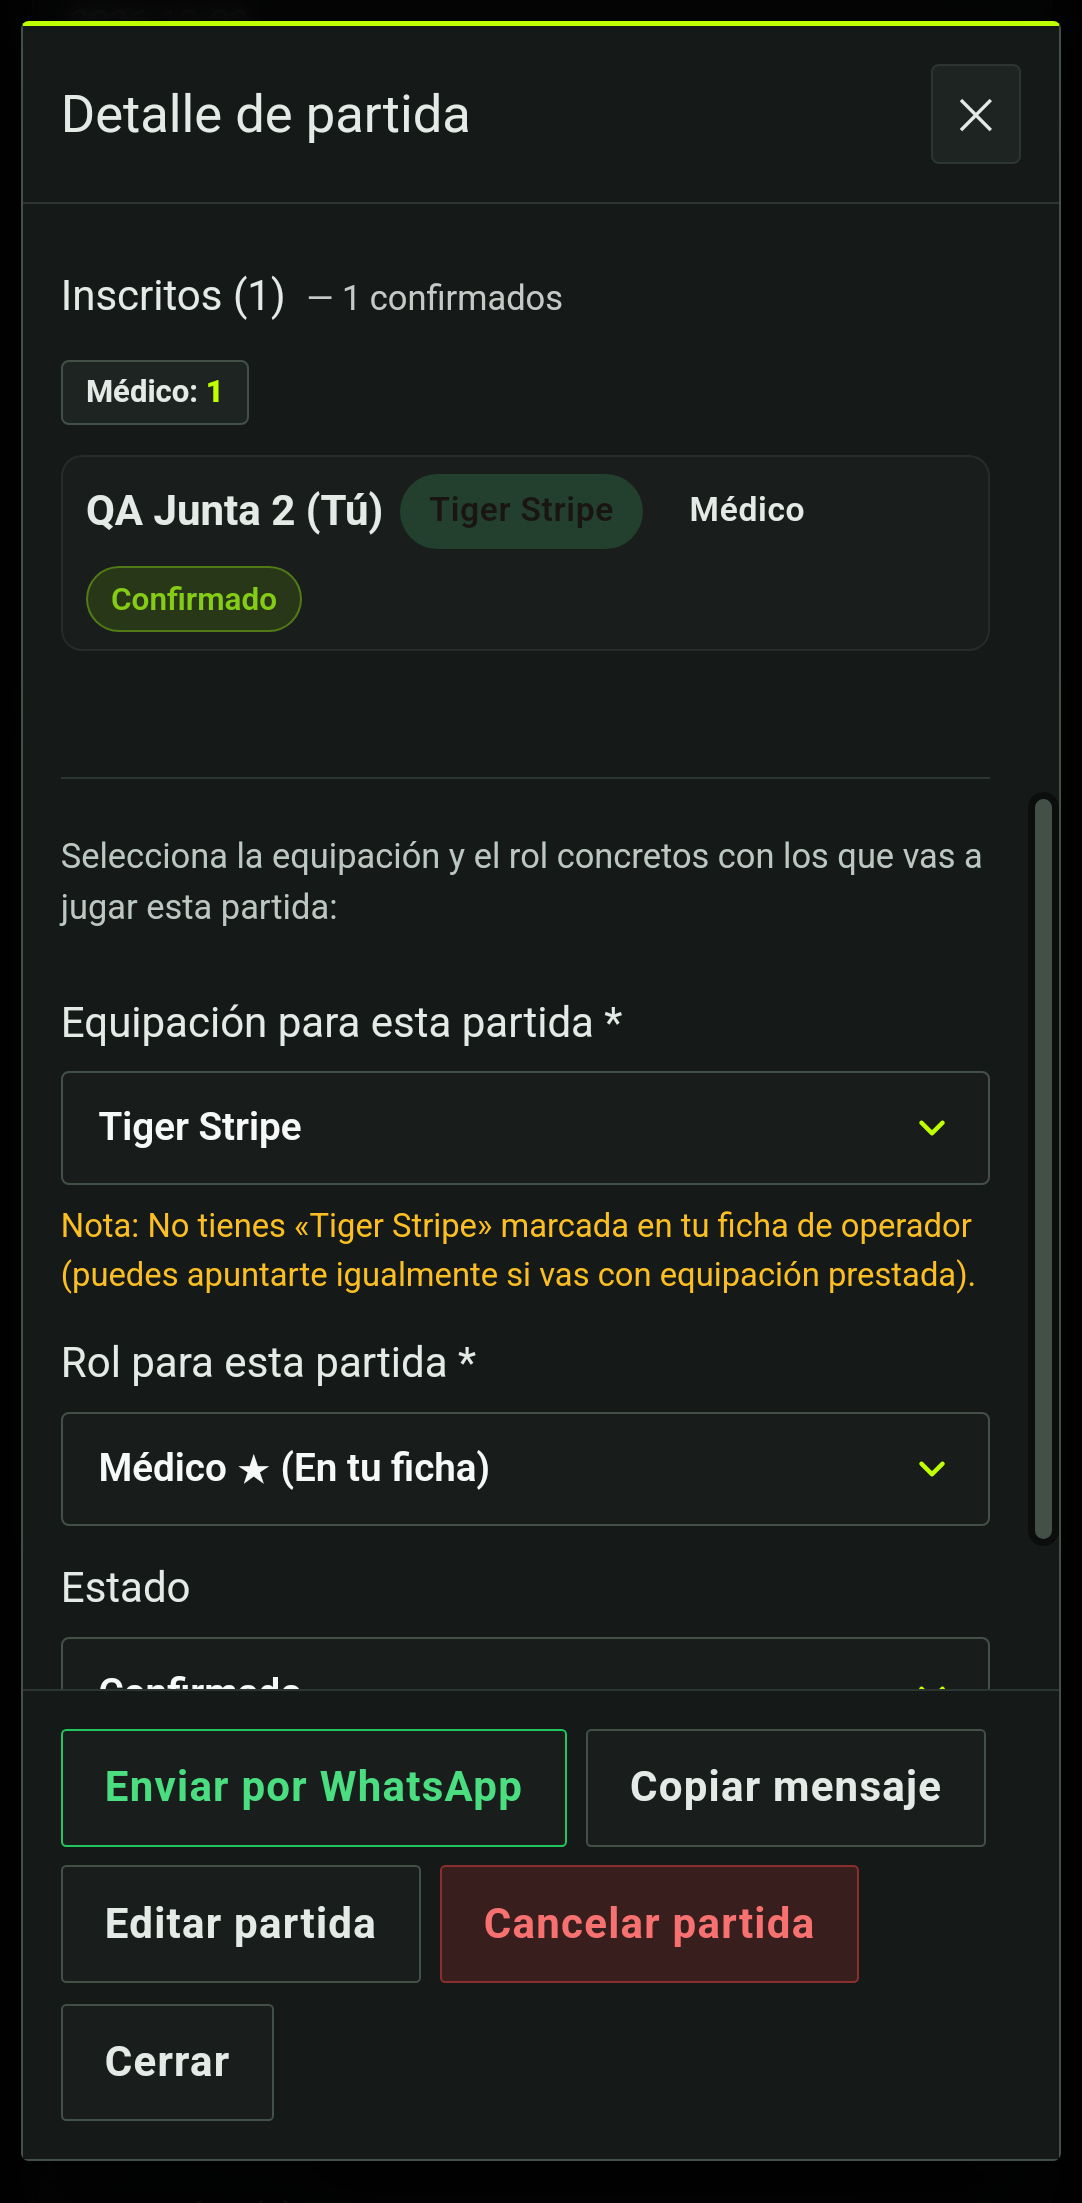 Detalle de partida
Inscritos (1) — 1 confirmados
Médico: 1
QA Junta 2 (Tú) Tiger Stripe Médico
Confirmado
Selecciona la equipación y el rol concretos con los que vas a
jugar esta partida:
Equipación para esta partida *
Tiger Stripe
Nota: No tienes «Tiger Stripe» marcada en tu ficha de operador
(puedes apuntarte igualmente si vas con equipación prestada).
Rol para esta partida *
Médico ★ (En tu ficha)
Estado
Confirmado
Enviar por WhatsApp Copiar mensaje
Editar partida Cancelar partida
Cerrar